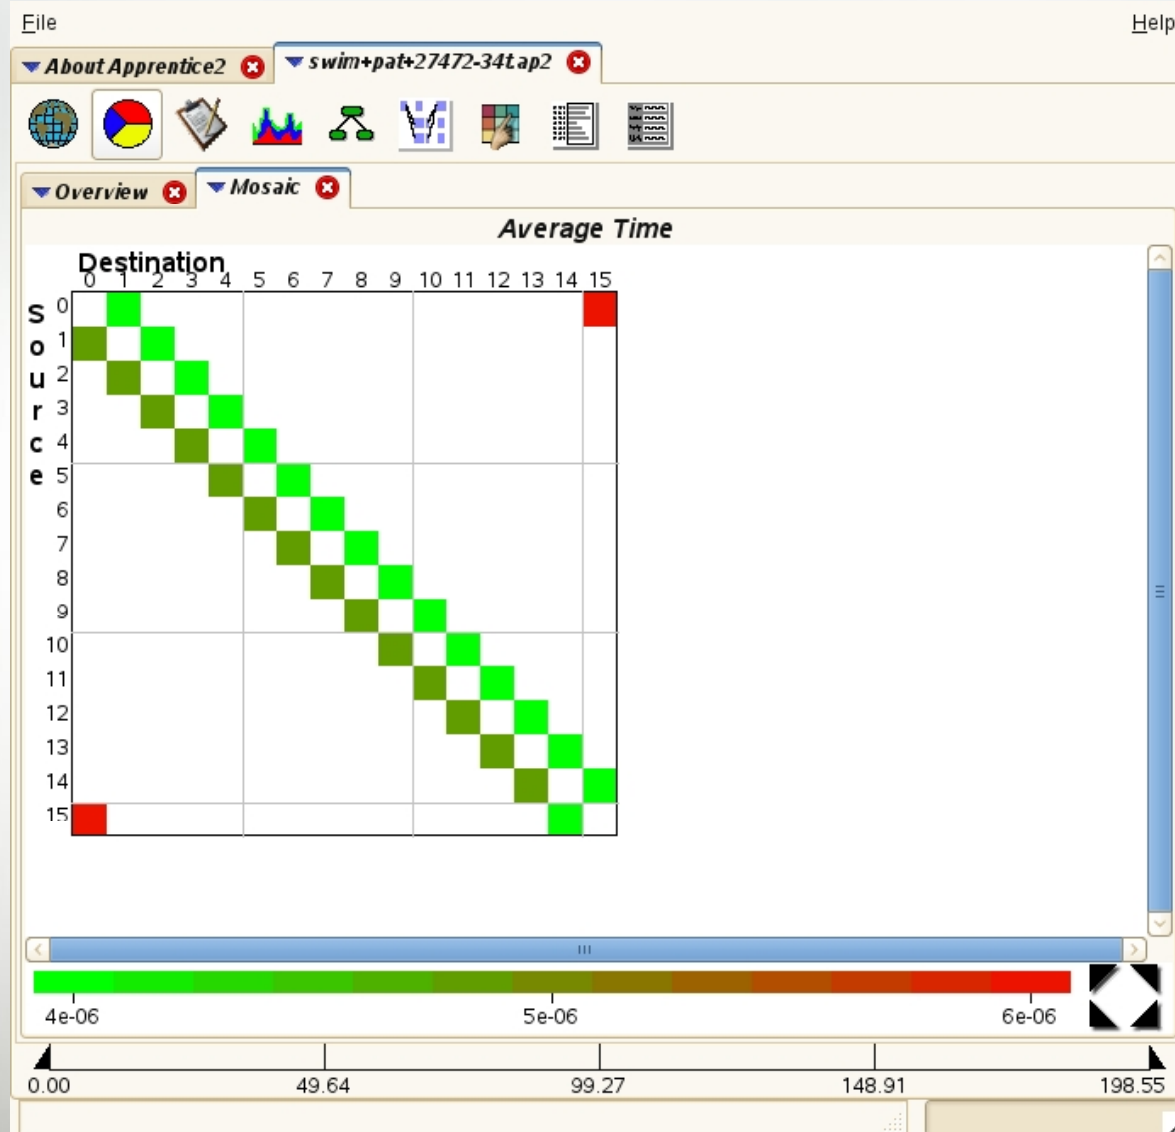 File Help
About Apprentice2 swim+pat+27472-34t.ap2
Overview Mosaic
Average Time
Destination
0 1 2 3 4 5 6 7 8 9 10 11 12 13 14 15
Source
0
1
2
3
4
5
6
7
8
9
10
11
12
13
14
15
4e-06 5e-06 6e-06
0.00 49.64 99.27 148.91 198.55